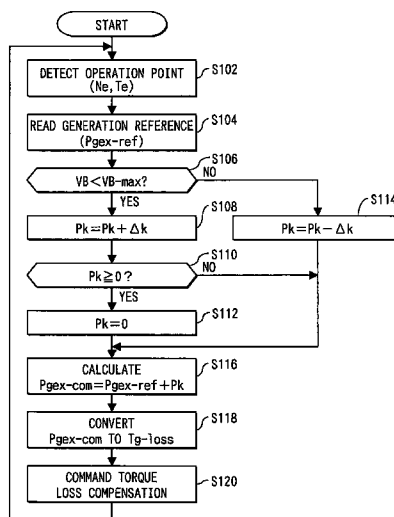 START
DETECT OPERATION POINT
(Ne,Te)
S102
READ GENERATION REFERENCE
(Pgex-ref)
S104
VB<VB-max?
S106
NO
YES
Pk=Pk+Δk
S108
Pk=Pk-Δk
S114
Pk≧0?
S110
NO
YES
Pk=0
S112
CALCULATE
Pgex-com=Pgex-ref+Pk
S116
CONVERT
Pgex-com TO Tg-loss
S118
COMMAND TORQUE
LOSS COMPENSATION
S120